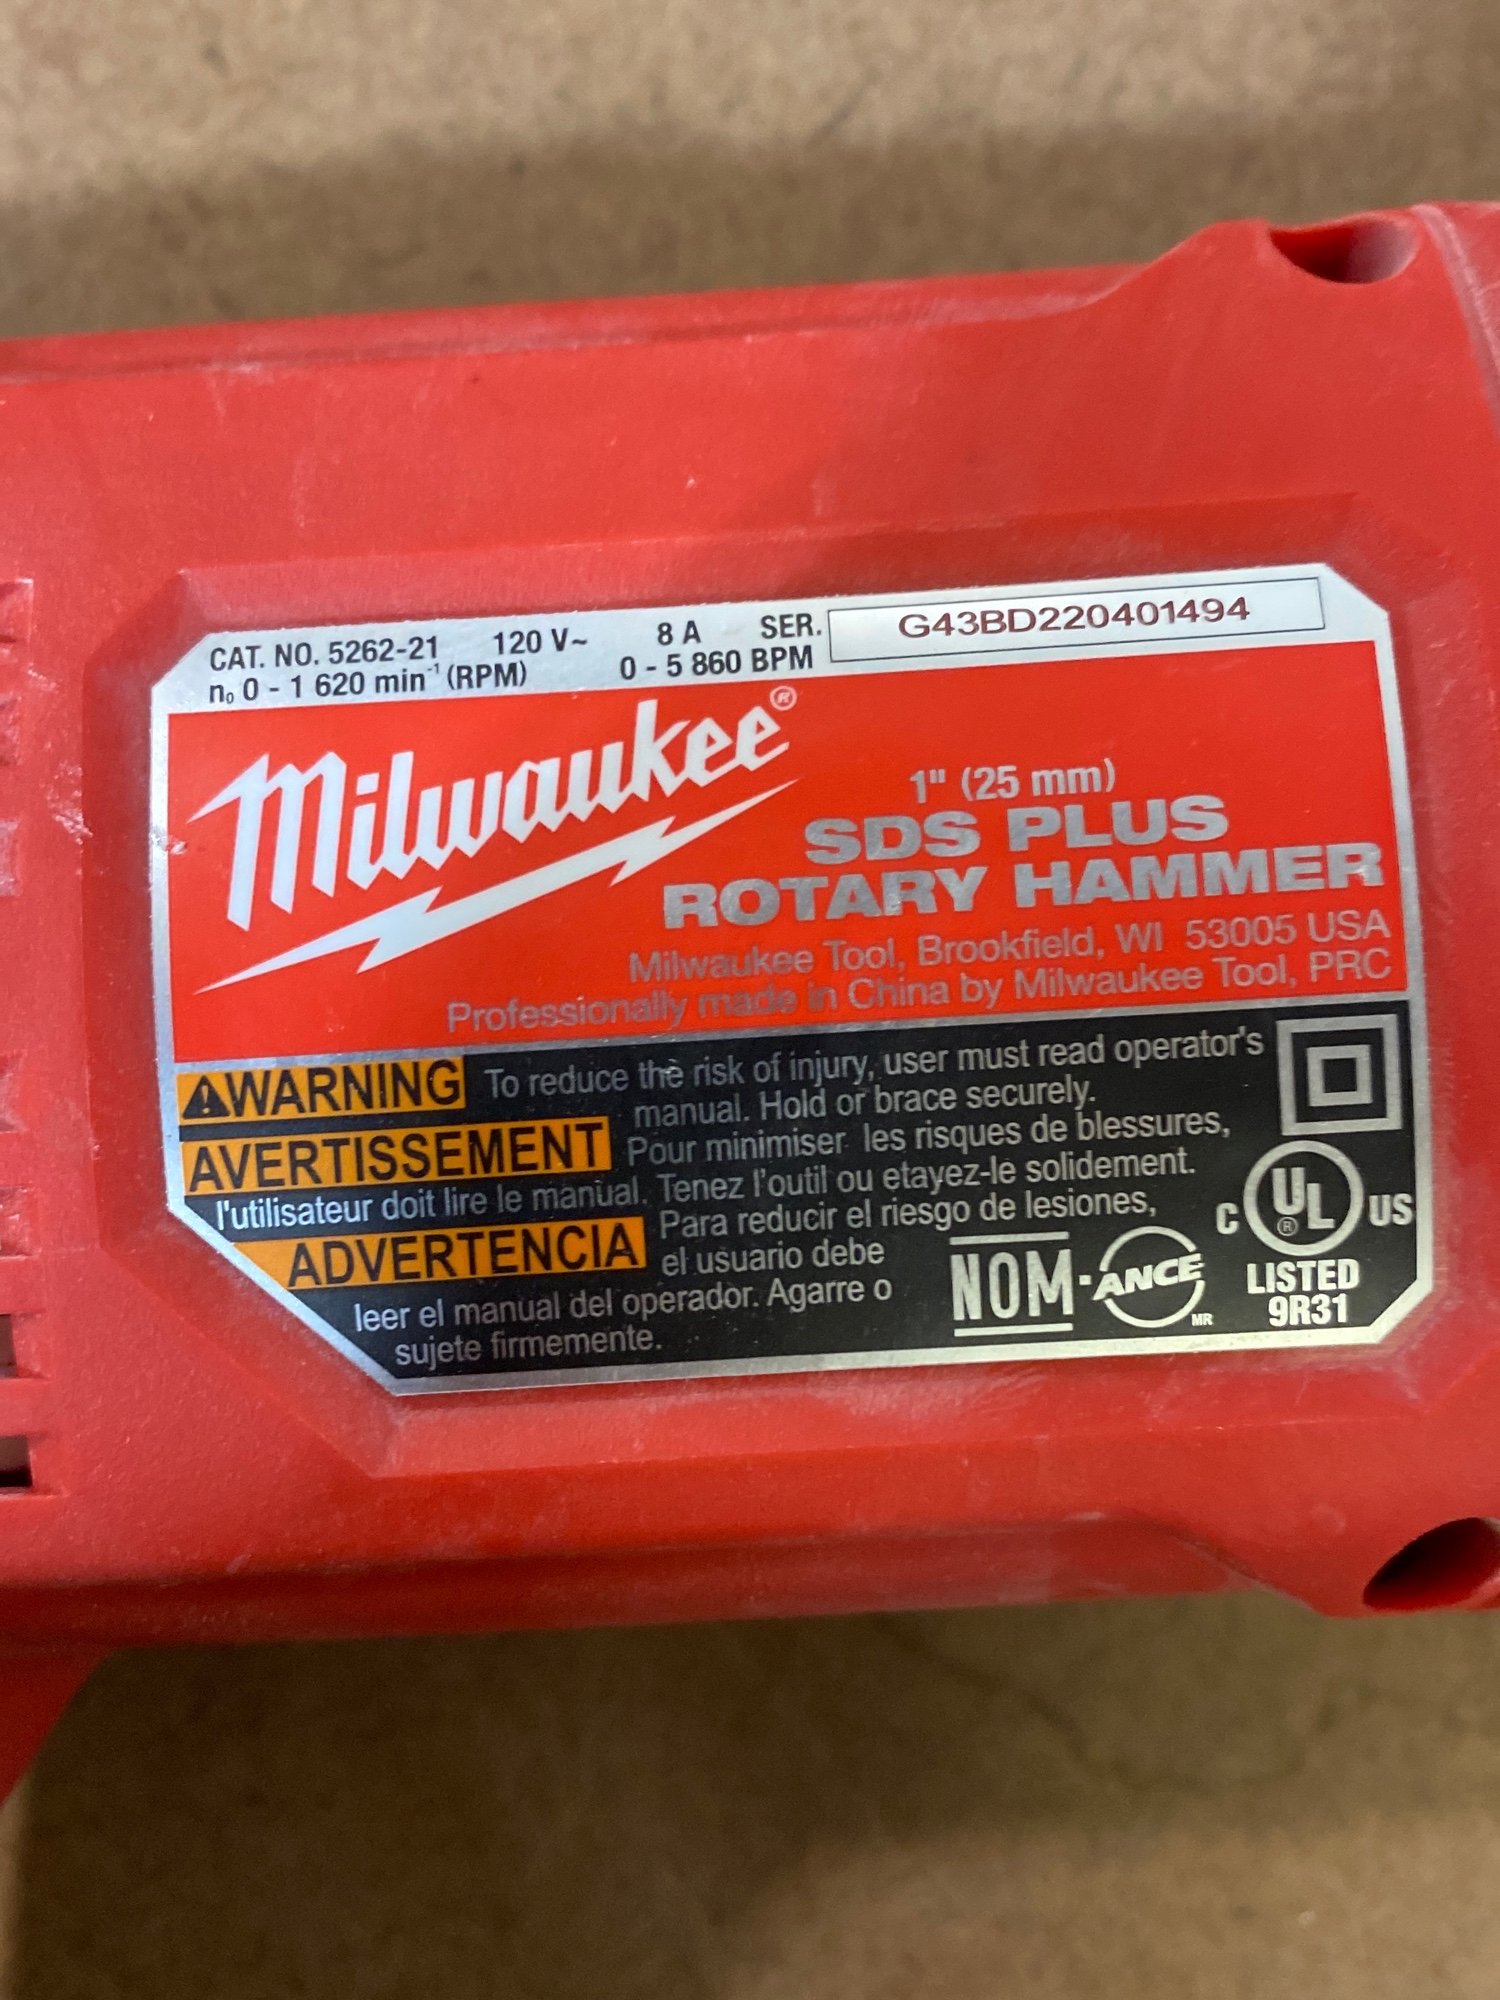 CAT. NO. 5262-21 120 V~ 8 A SER. G43BD220401494
n₀ 0 - 1 620 min⁻¹ (RPM) 0 - 5 860 BPM
Milwaukee®
1" (25 mm)
SDS PLUS
ROTARY HAMMER
Milwaukee Tool, Brookfield, WI 53005 USA
Professionally made in China by Milwaukee Tool, PRC
⚠WARNING To reduce the risk of injury, user must read operator's
manual. Hold or brace securely.
AVERTISSEMENT Pour minimiser les risques de blessures,
l'utilisateur doit lire le manual. Tenez l'outil ou etayez-le solidement.
ADVERTENCIA Para reducir el riesgo de lesiones,
el usuario debe
leer el manual del operador. Agarre o
sujete firmemente.
NOM-ANCE MR
C UL® US
LISTED
9R31